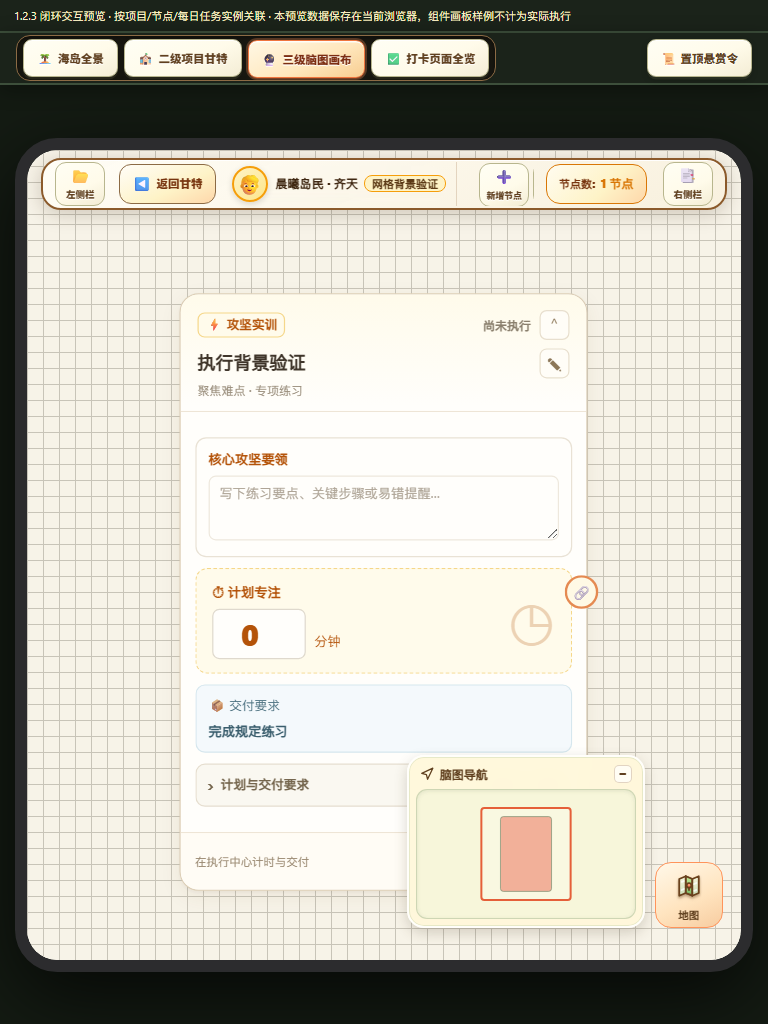 1.2.3 闭环交互预览 · 按项目/节点/每日任务实例关联 · 本预览数据保存在当前浏览器，组件画板样例不计为实际执行
海岛全景
二级项目甘特
三级脑图画布
打卡页面全览
置顶悬赏令
左侧栏
返回甘特
晨曦岛民 · 齐天
网格背景验证
新增节点
节点数: 1 节点
右侧栏
攻坚实训
尚未执行
^
执行背景验证
聚焦难点 · 专项练习
核心攻坚要领
写下练习要点、关键步骤或易错提醒...
计划专注
0
分钟
交付要求
完成规定练习
› 计划与交付要求
在执行中心计时与交付
脑图导航
地图